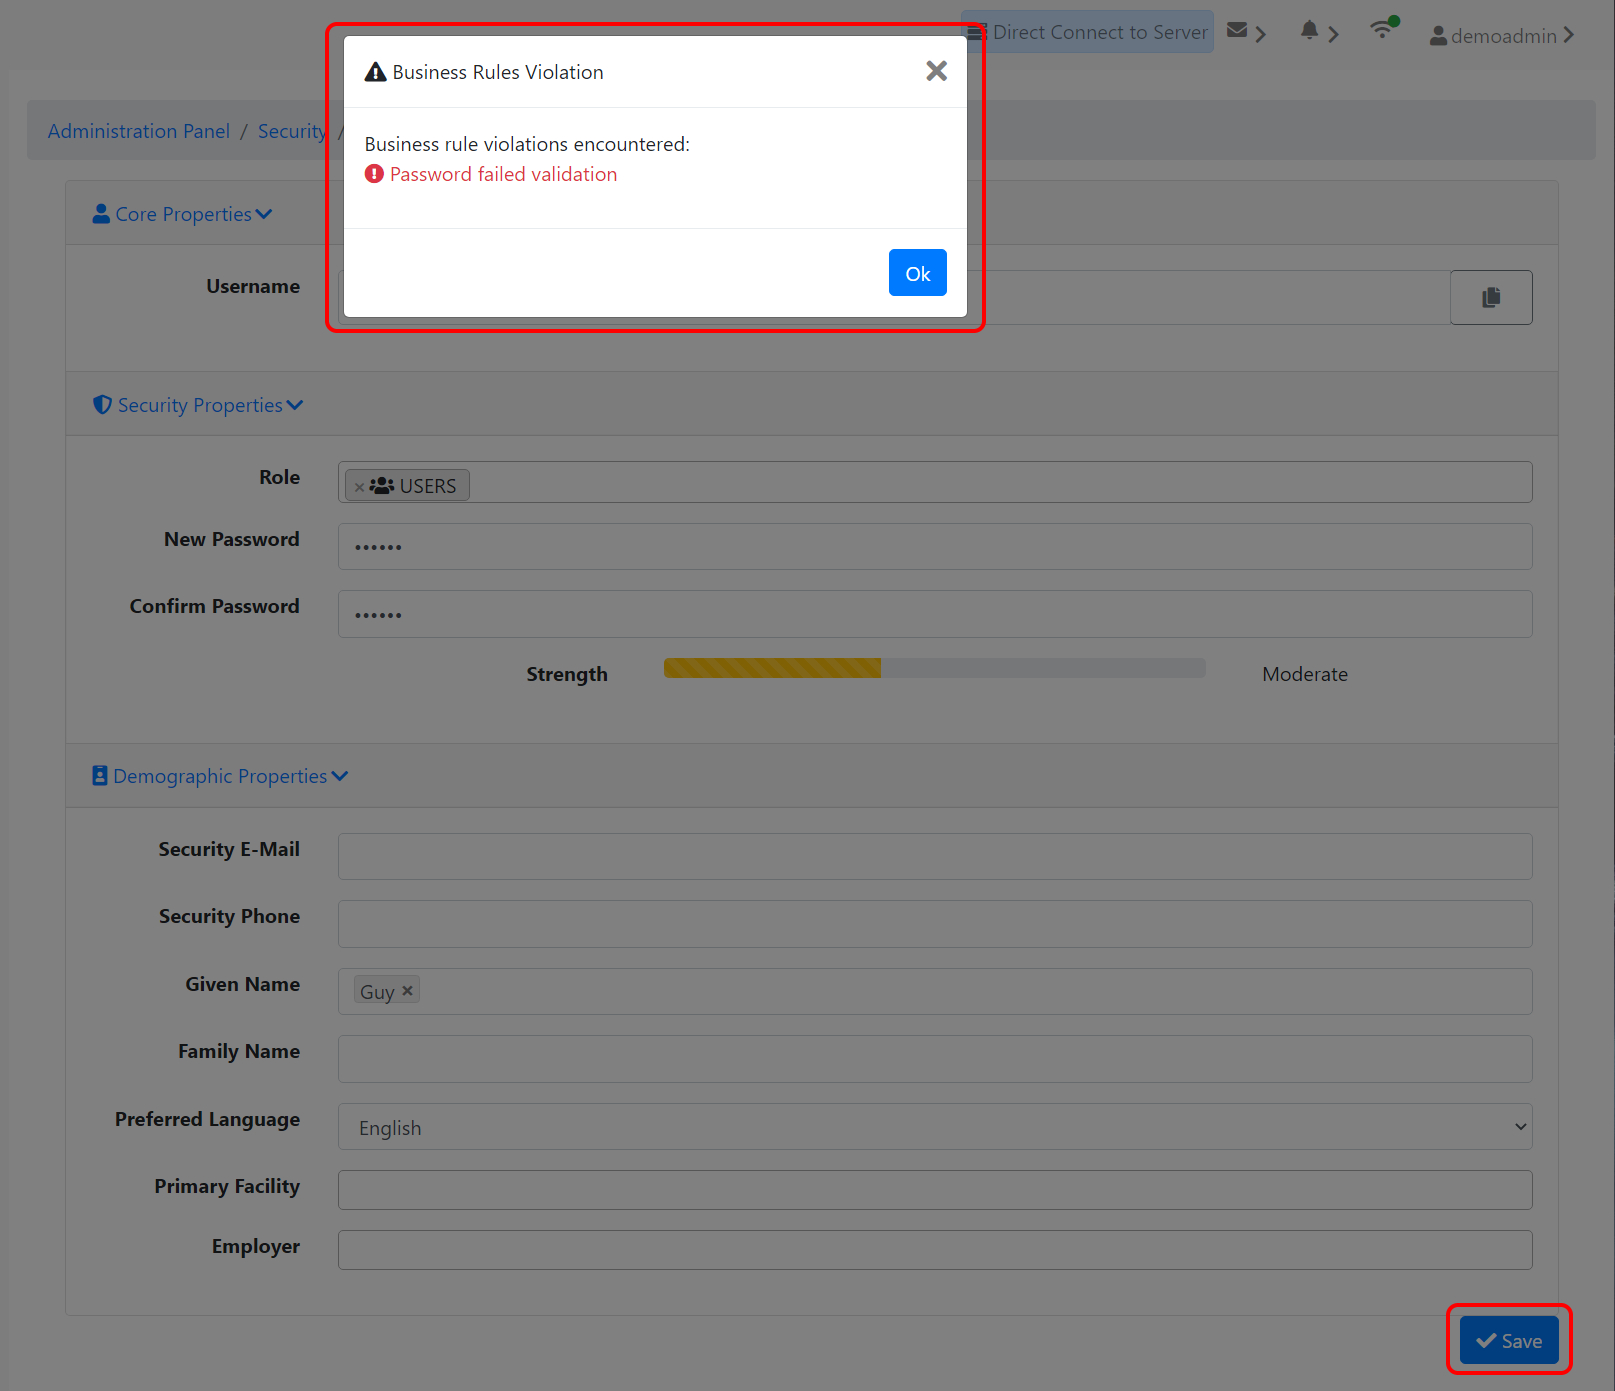 Direct Connect to Server
demoadmin
Business Rules Violation
Administration Panel / Security /
Business rule violations encountered:
Password failed validation
Core Properties
Ok
Username
Security Properties
Role × USERS
New Password ••••••
Confirm Password ••••••
Strength Moderate
Demographic Properties
Security E-Mail
Security Phone
Given Name Guy ×
Family Name
Preferred Language English
Primary Facility
Employer
Save